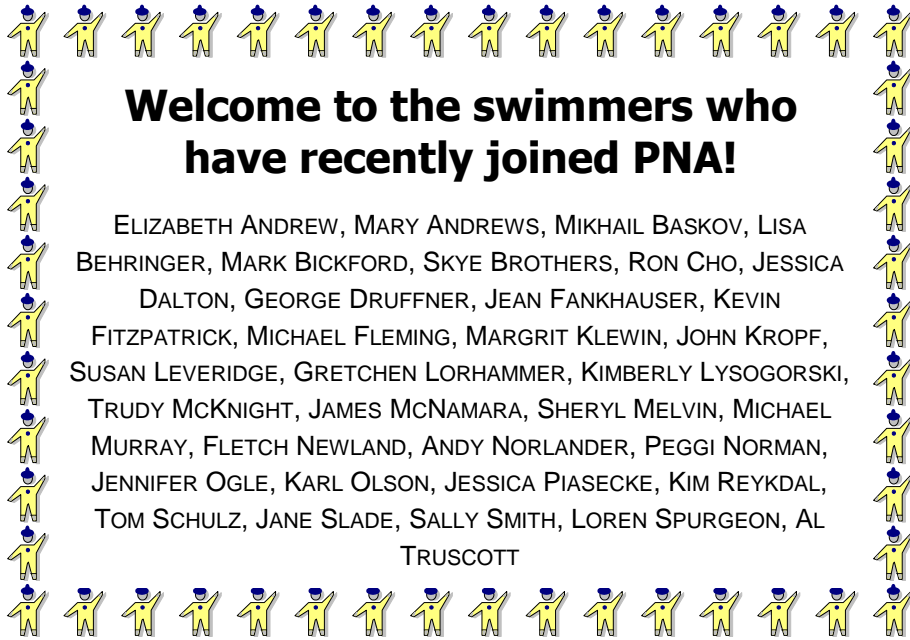 Welcome to the swimmers who
have recently joined PNA!
ELIZABETH ANDREW, MARY ANDREWS, MIKHAIL BASKOV, LISA
BEHRINGER, MARK BICKFORD, SKYE BROTHERS, RON CHO, JESSICA
DALTON, GEORGE DRUFFNER, JEAN FANKHAUSER, KEVIN
FITZPATRICK, MICHAEL FLEMING, MARGRIT KLEWIN, JOHN KROPF,
SUSAN LEVERIDGE, GRETCHEN LORHAMMER, KIMBERLY LYSOGORSKI,
TRUDY MCKNIGHT, JAMES MCNAMARA, SHERYL MELVIN, MICHAEL
MURRAY, FLETCH NEWLAND, ANDY NORLANDER, PEGGI NORMAN,
JENNIFER OGLE, KARL OLSON, JESSICA PIASECKE, KIM REYKDAL,
TOM SCHULZ, JANE SLADE, SALLY SMITH, LOREN SPURGEON, AL
TRUSCOTT